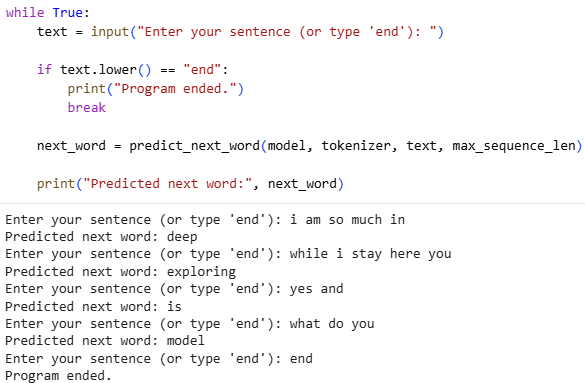 while True:
text = input("Enter your sentence (or type 'end'): ")
if text.lower() == "end":
print("Program ended.")
break
next_word = predict_next_word(model, tokenizer, text, max_sequence_len)
print("Predicted next word:", next_word)
Enter your sentence (or type 'end'): i am so much in
Predicted next word: deep
Enter your sentence (or type 'end'): while i stay here you
Predicted next word: exploring
Enter your sentence (or type 'end'): yes and
Predicted next word: is
Enter your sentence (or type 'end'): what do you
Predicted next word: model
Enter your sentence (or type 'end'): end
Program ended.